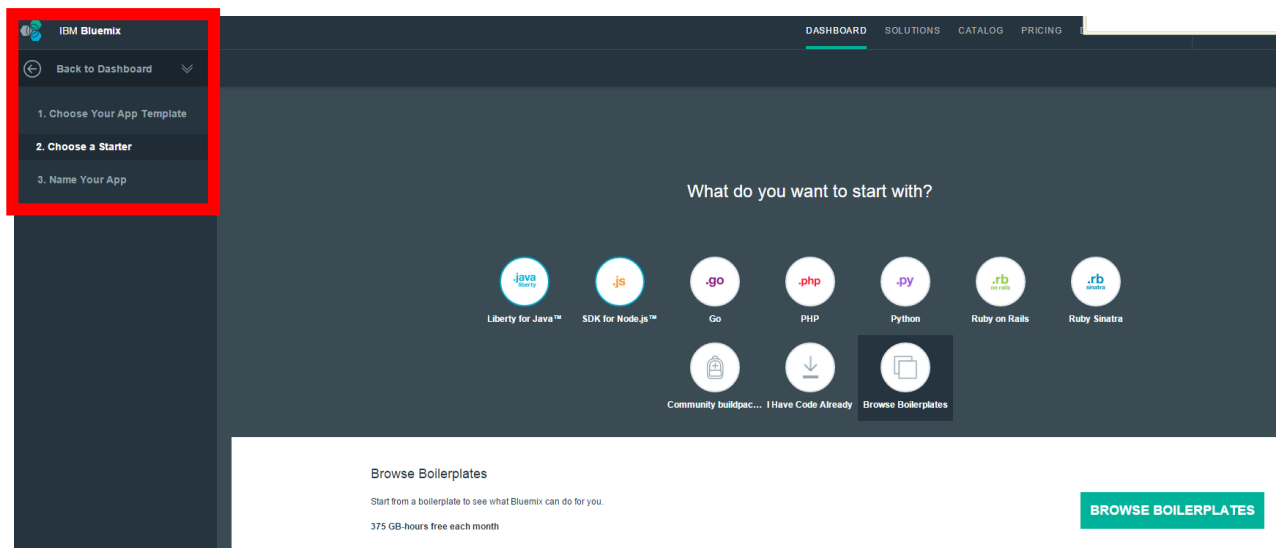 IBM Bluemix
DASHBOARD SOLUTIONS CATALOG PRICING
Back to Dashboard
1. Choose Your App Template
2. Choose a Starter
3. Name Your App
What do you want to start with?
.java liberty
.js
.go
.php
.py
.rb on rails
.rb sinatra
Liberty for Java™ SDK for Node.js™ Go PHP Python Ruby on Rails Ruby Sinatra
Community buildpac... I Have Code Already Browse Boilerplates
Browse Boilerplates
Start from a boilerplate to see what Bluemix can do for you.
375 GB-hours free each month
BROWSE BOILERPLATES